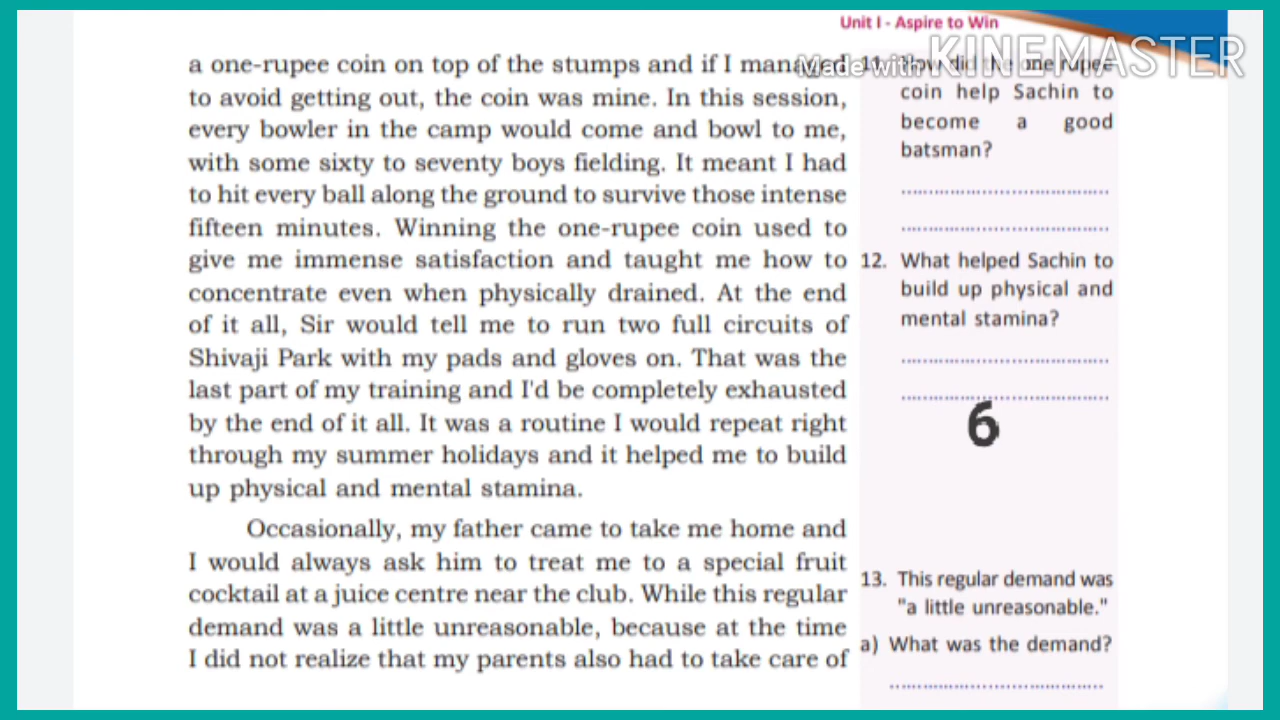 Unit I - Aspire to Win
Made with KINEMASTER
a one-rupee coin on top of the stumps and if I managed
to avoid getting out, the coin was mine. In this session,
every bowler in the camp would come and bowl to me,
with some sixty to seventy boys fielding. It meant I had
to hit every ball along the ground to survive those intense
fifteen minutes. Winning the one-rupee coin used to
give me immense satisfaction and taught me how to
concentrate even when physically drained. At the end
of it all, Sir would tell me to run two full circuits of
Shivaji Park with my pads and gloves on. That was the
last part of my training and I'd be completely exhausted
by the end of it all. It was a routine I would repeat right
through my summer holidays and it helped me to build
up physical and mental stamina.
Occasionally, my father came to take me home and
I would always ask him to treat me to a special fruit
cocktail at a juice centre near the club. While this regular
demand was a little unreasonable, because at the time
I did not realize that my parents also had to take care of
11. How did the one rupee
coin help Sachin to
become a good
batsman?
12. What helped Sachin to
build up physical and
mental stamina?
6
13. This regular demand was
"a little unreasonable."
a) What was the demand?